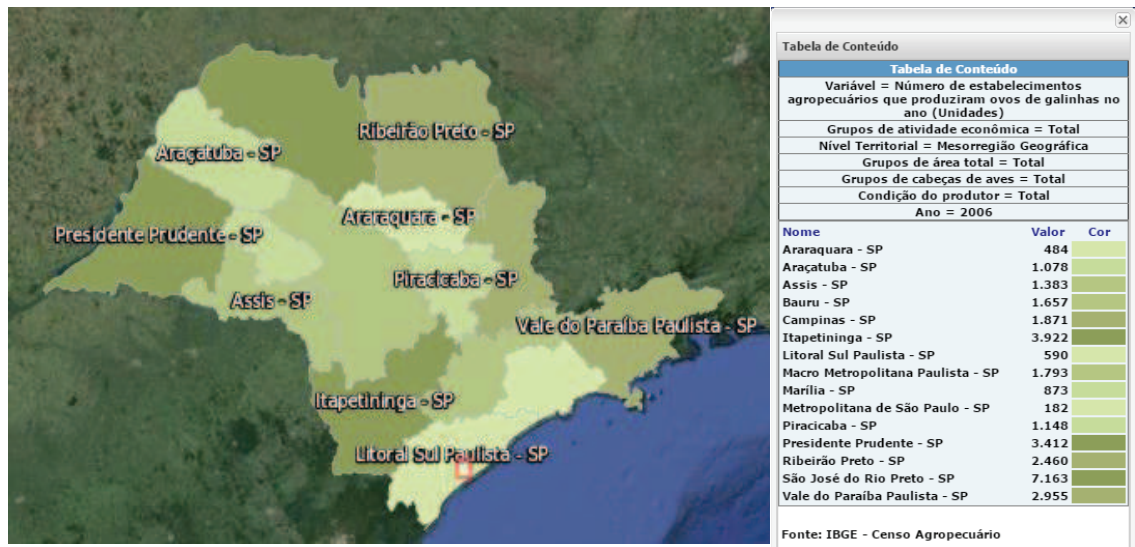 Ribeirão Preto - SP
Araçatuba - SP
Araraquara - SP
Presidente Prudente - SP
Piracicaba - SP
Assis - SP
Vale do Paraíba Paulista - SP
Itapetininga - SP
Litoral Sul Paulista - SP
Tabela de Conteúdo
Tabela de Conteúdo
Variável = Número de estabelecimentos
agropecuários que produziram ovos de galinhas no
ano (Unidades)
Grupos de atividade econômica = Total
Nível Territorial = Mesorregião Geográfica
Grupos de área total = Total
Grupos de cabeças de aves = Total
Condição do produtor = Total
Ano = 2006
Nome Valor Cor
Araraquara - SP 484
Araçatuba - SP 1.078
Assis - SP 1.383
Bauru - SP 1.657
Campinas - SP 1.871
Itapetininga - SP 3.922
Litoral Sul Paulista - SP 590
Macro Metropolitana Paulista - SP 1.793
Marília - SP 873
Metropolitana de São Paulo - SP 182
Piracicaba - SP 1.148
Presidente Prudente - SP 3.412
Ribeirão Preto - SP 2.460
São José do Rio Preto - SP 7.163
Vale do Paraíba Paulista - SP 2.955
Fonte: IBGE - Censo Agropecuário